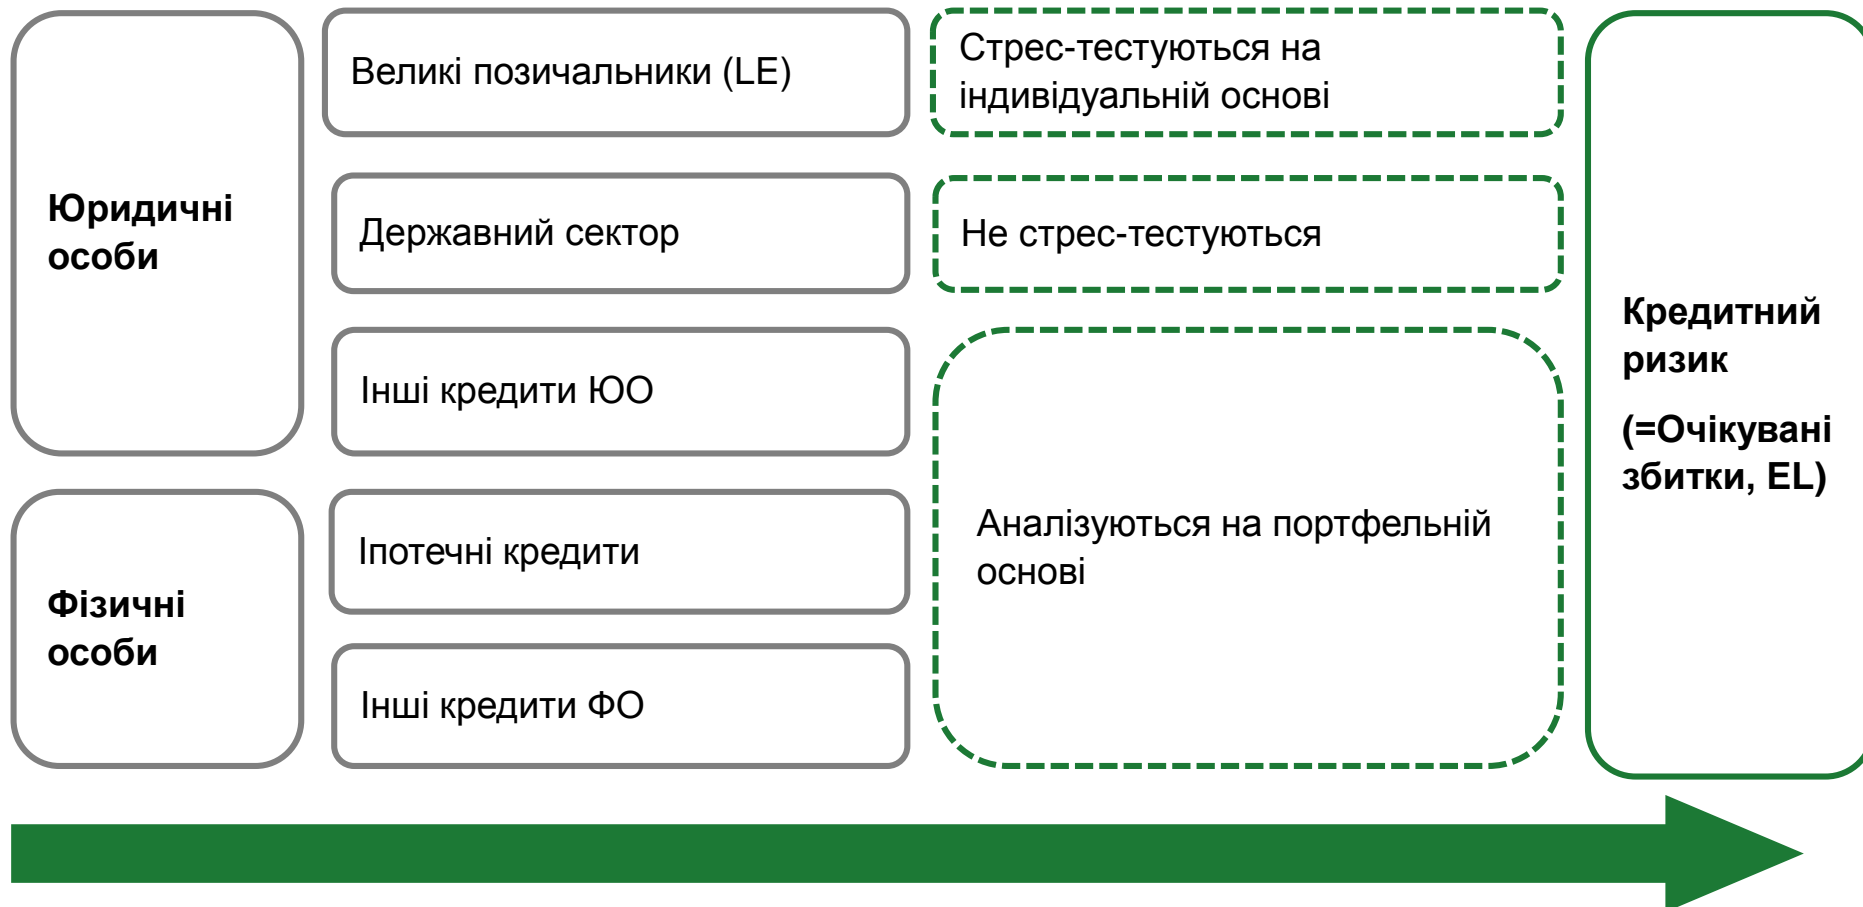 Юридичні
особи
Великі позичальники (LE)
Стрес-тестуються на
індивідуальній основі
Державний сектор
Не стрес-тестуються
Інші кредити ЮО
Фізичні
особи
Іпотечні кредити
Інші кредити ФО
Аналізуються на портфельній
основі
Кредитний
ризик
(=Очікувані
збитки, EL)